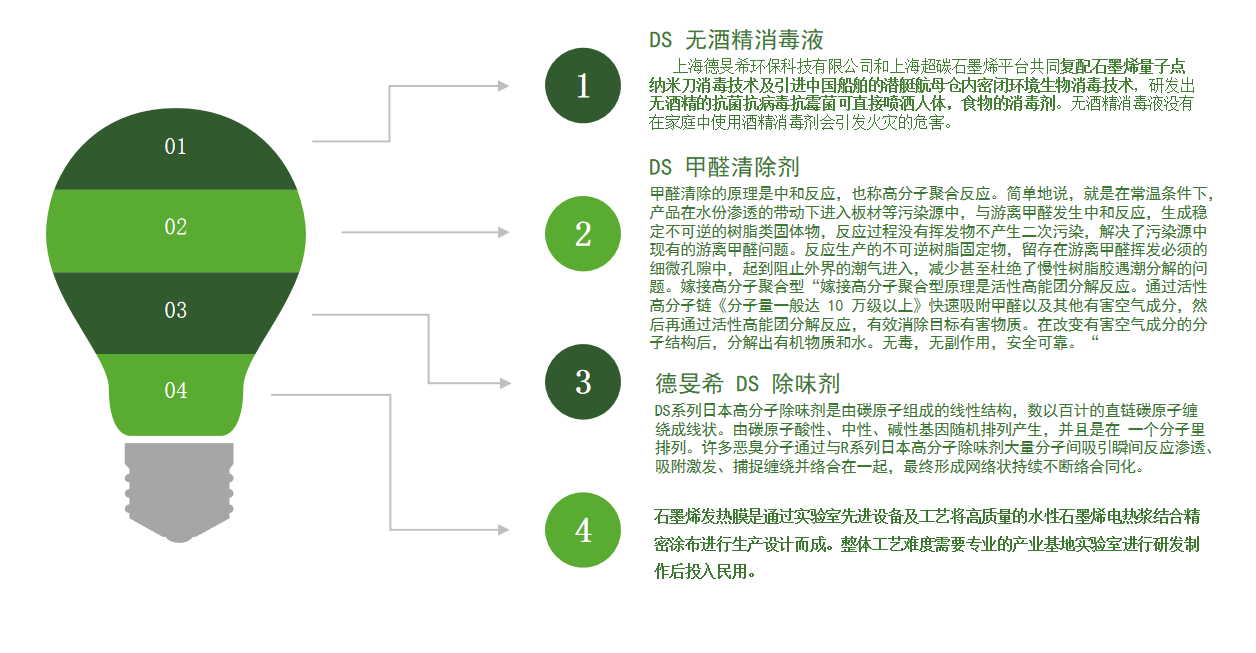 01
02
03
04
1
DS 无酒精消毒液
上海德旻希环保科技有限公司和上海超碳石墨烯平台共同复配石墨烯量子点
纳米刀消毒技术及引进中国船舶的潜艇航母仓内密闭环境生物消毒技术，研发出
无酒精的抗菌抗病毒抗霉菌可直接喷洒人体，食物的消毒剂。无酒精消毒液没有
在家庭中使用酒精消毒剂会引发火灾的危害。
2
DS 甲醛清除剂
甲醛清除的原理是中和反应，也称高分子聚合反应。简单地说，就是在常温条件下，
产品在水份渗透的带动下进入板材等污染源中，与游离甲醛发生中和反应，生成稳
定不可逆的树脂类固体物，反应过程没有挥发物不产生二次污染，解决了污染源中
现有的游离甲醛问题。反应生产的不可逆树脂固定物，留存在游离甲醛挥发必须的
细微孔隙中，起到阻止外界的潮气进入，减少甚至杜绝了慢性树脂胶遇潮分解的问
题。嫁接高分子聚合型“嫁接高分子聚合型原理是活性高能团分解反应。通过活性
高分子链《分子量一般达 10 万级以上》快速吸附甲醛以及其他有害空气成分，然
后再通过活性高能团分解反应，有效消除目标有害物质。在改变有害空气成分的分
子结构后，分解出有机物质和水。无毒，无副作用，安全可靠。“
3
德旻希 DS 除味剂
DS系列日本高分子除味剂是由碳原子组成的线性结构，数以百计的直链碳原子缠
绕成线状。由碳原子酸性、中性、碱性基因随机排列产生，并且是在 一个分子里
排列。许多恶臭分子通过与R系列日本高分子除味剂大量分子间吸引瞬间反应渗透、
吸附激发、捕捉缠绕并络合在一起，最终形成网络状持续不断络合同化。
4
石墨烯发热膜是通过实验室先进设备及工艺将高质量的水性石墨烯电热浆结合精
密涂布进行生产设计而成。整体工艺难度需要专业的产业基地实验室进行研发制
作后投入民用。